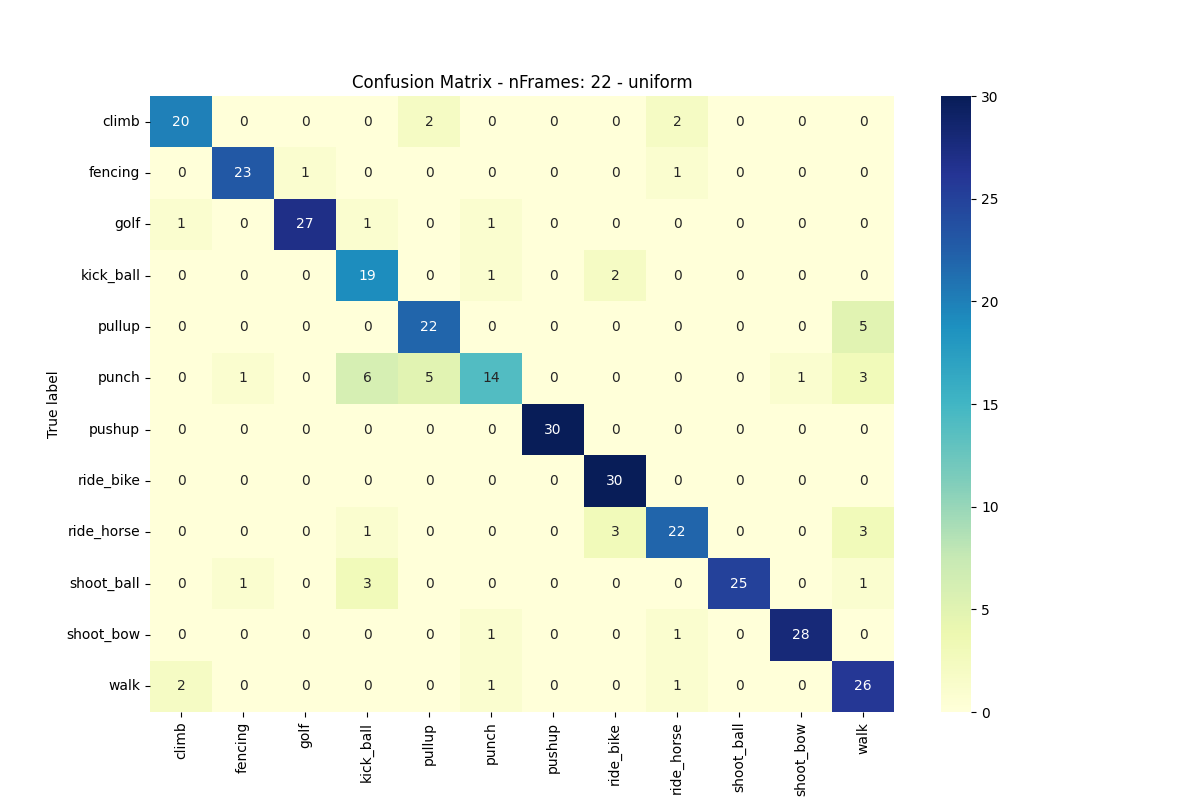 Confusion Matrix - nFrames: 22 - uniform
climb 20 0 0 0 2 0 0 2 0 0 0
fencing 0 23 1 0 0 0 0 0 1 0 0 0
golf 1 0 27 1 0 1 0 0 0 0 0 0
kick_ball 0 0 0 19 0 1 0 2 0 0 0 0
pullup 0 0 0 0 22 0 0 0 0 0 0 5
punch 0 1 0 6 5 14 0 0 0 0 1 3
pushup 0 0 0 0 0 0 30 0 0 0 0 0
ride_bike 0 0 0 0 0 0 0 30 0 0 0 0
ride_horse 0 0 0 1 0 0 0 3 22 0 0 3
shoot_ball 0 1 0 3 0 0 0 0 0 25 0 1
shoot_bow 0 0 0 0 0 1 0 0 1 0 28 0
walk 2 0 0 0 0 1 0 0 1 0 0 26
climb fencing golf kick_ball pullup punch pushup ride_bike ride_horse shoot_ball shoot_bow walk
True label
30
25
20
15
10
5
0